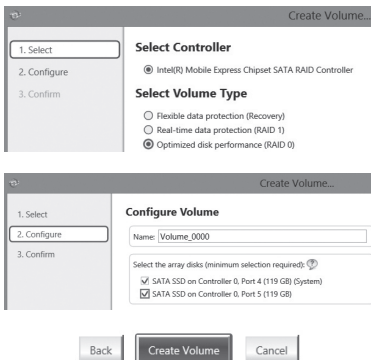 Create Volume...
1. Select
2. Configure
3. Confirm
Select Controller
Intel(R) Mobile Express Chipset SATA RAID Controller
Select Volume Type
Flexible data protection (Recovery)
Real-time data protection (RAID 1)
Optimized disk performance (RAID 0)
Create Volume...
1. Select
2. Configure
3. Confirm
Configure Volume
Name: Volume_0000
Select the array disks (minimum selection required): ?
SATA SSD on Controller 0, Port 4 (119 GB) (System)
SATA SSD on Controller 0, Port 5 (119 GB)
Back
Create Volume
Cancel